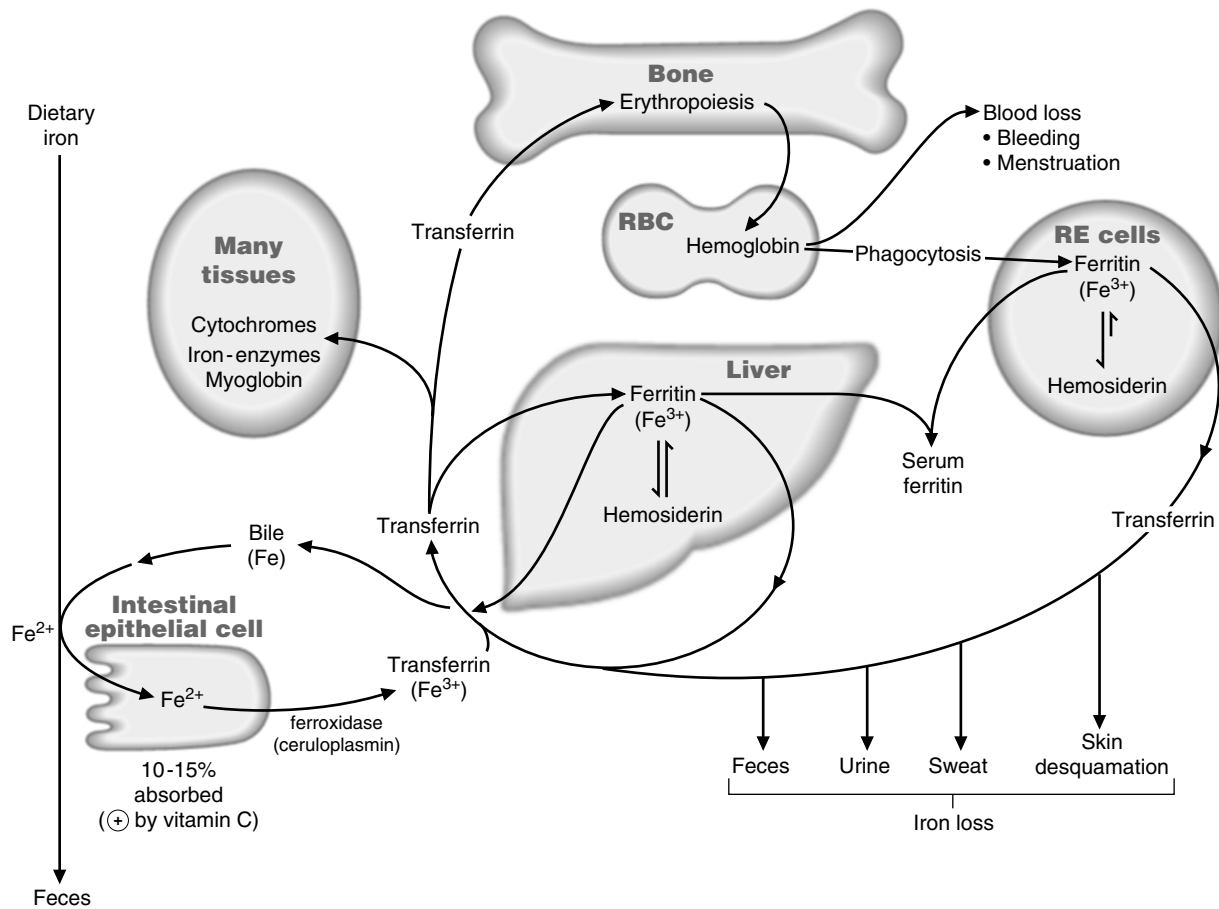 Bone
Erythropoiesis
Dietary
iron
Blood loss
• Bleeding
• Menstruation
Many
tissues
Cytochromes
Iron-enzymes
Myoglobin
Transferrin
RBC
Hemoglobin
Phagocytosis
RE cells
Ferritin
(Fe³⁺)
Hemosiderin
Liver
Ferritin
(Fe³⁺)
Hemosiderin
Serum
ferritin
Transferrin
Transferrin
Bile
(Fe)
Fe²⁺
Intestinal
epithelial cell
Fe²⁺
ferroxidase
(ceruloplasmin)
Transferrin
(Fe³⁺)
10-15%
absorbed
(⊕ by vitamin C)
Feces
Feces
Urine
Sweat
Skin
desquamation
Iron loss